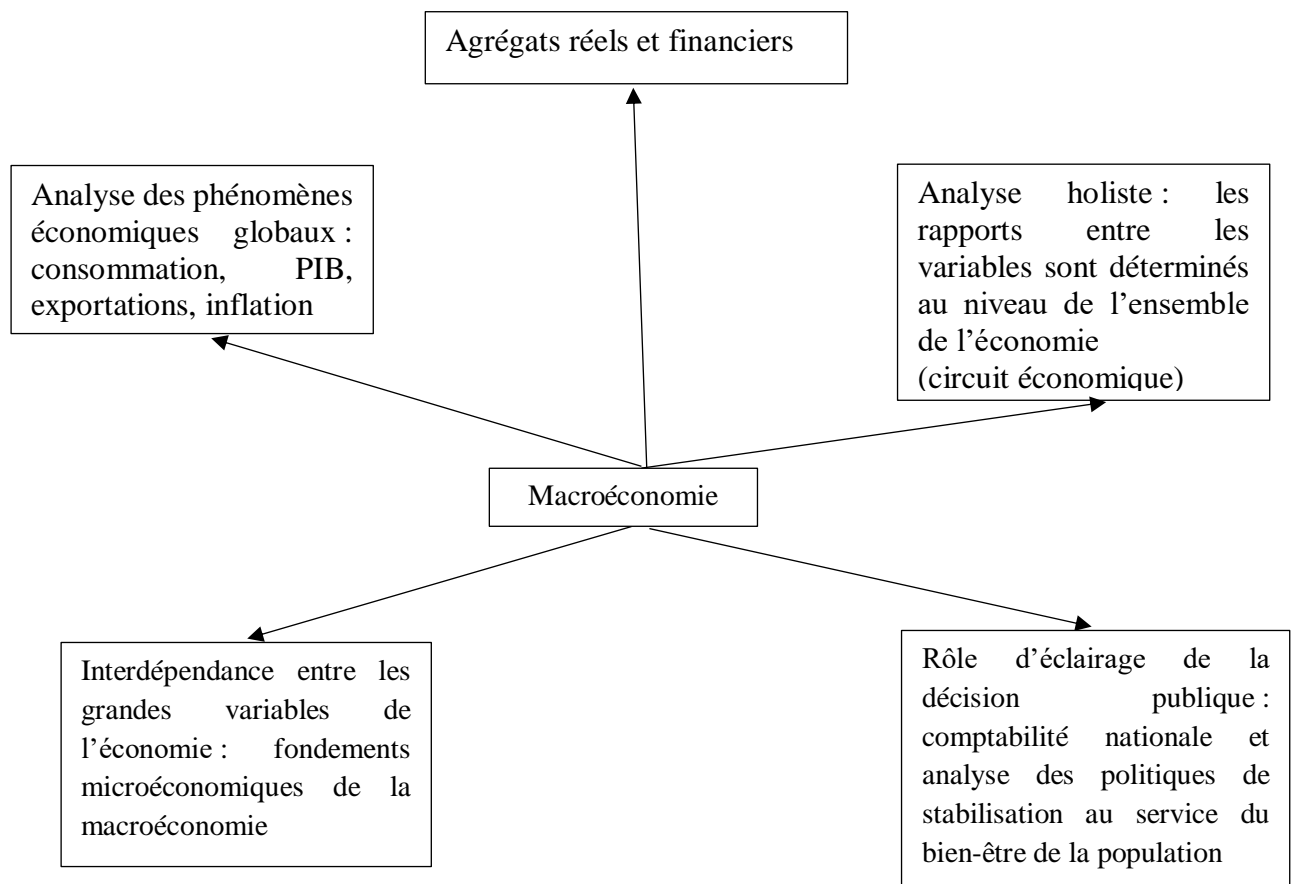 Agrégats réels et financiers
Analyse des phénomènes
économiques globaux :
consommation, PIB,
exportations, inflation
Analyse holiste : les
rapports entre les
variables sont déterminés
au niveau de l’ensemble
de l’économie
(circuit économique)
Macroéconomie
Interdépendance entre les
grandes variables de
l’économie : fondements
microéconomiques de la
macroéconomie
Rôle d’éclairage de la
décision publique :
comptabilité nationale et
analyse des politiques de
stabilisation au service du
bien-être de la population